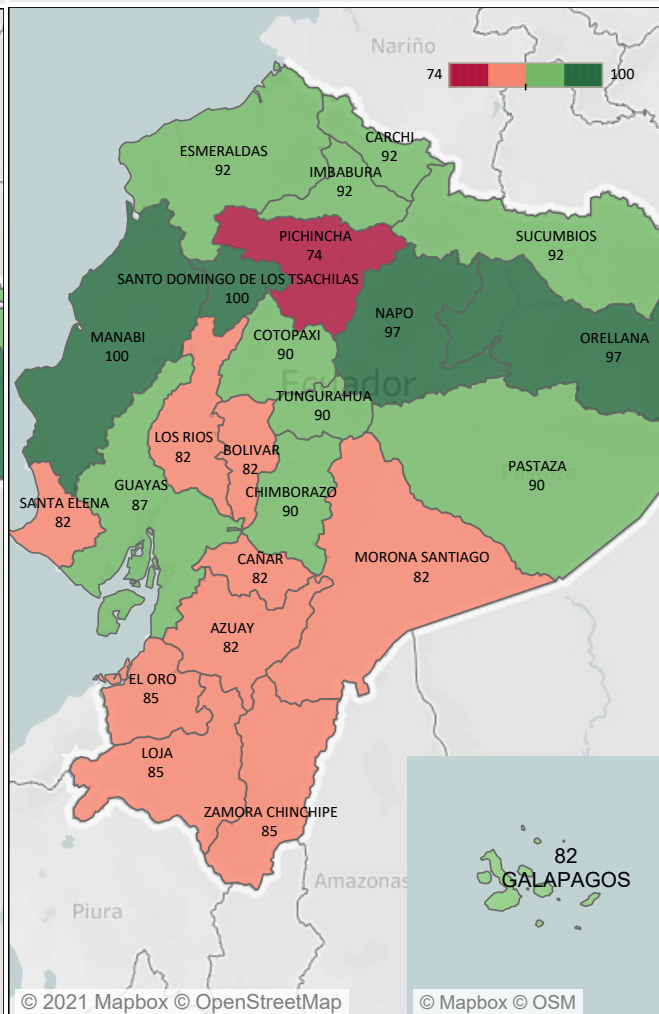 Nariño
74
100
CARCHI
92
ESMERALDAS
92
IMBABURA
92
PICHINCHA
74
SUCUMBIOS
92
SANTO DOMINGO DE LOS TSACHILAS
100
NAPO
97
MANABI
100
COTOPAXI
90
ORELLANA
97
Ecuador
TUNGURAHUA
90
LOS RIOS
82
BOLIVAR
82
PASTAZA
90
GUAYAS
87
CHIMBORAZO
90
SANTA ELENA
82
CAÑAR
82
MORONA SANTIAGO
82
AZUAY
82
EL ORO
85
LOJA
85
ZAMORA CHINCHIPE
85
82
GALAPAGOS
Amazonas
Piura
© 2021 Mapbox © OpenStreetMap
© Mapbox © OSM